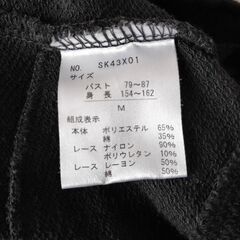 NO. SK43X01
サイズ
バスト 79～87
身長 154～162
M
組成表示
本体 ポリエステル 65%
綿 35%
レース ナイロン 90%
ポリウレタン 10%
レース レーヨン 50%
綿 50%